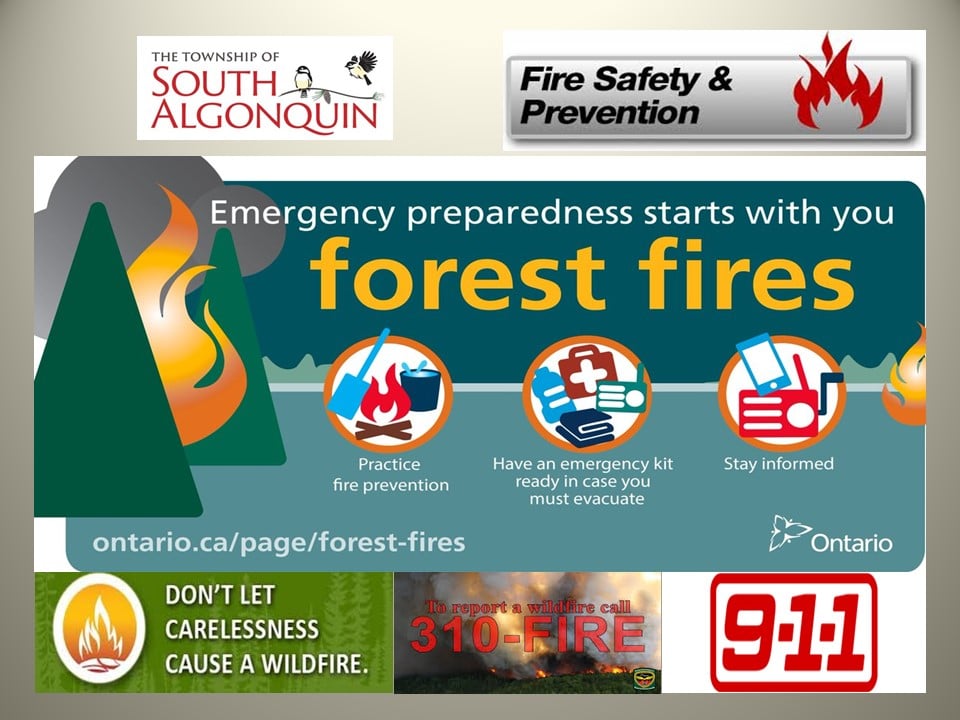 THE TOWNSHIP OF
SOUTH
ALGONQUIN
Fire Safety &
Prevention
Emergency preparedness starts with you
forest fires
Practice
fire prevention
Have an emergency kit
ready in case you
must evacuate
Stay informed
ontario.ca/page/forest-fires
Ontario
DON'T LET
CARELESSNESS
CAUSE A WILDFIRE.
To report a wildfire call
310-FIRE
9-1-1